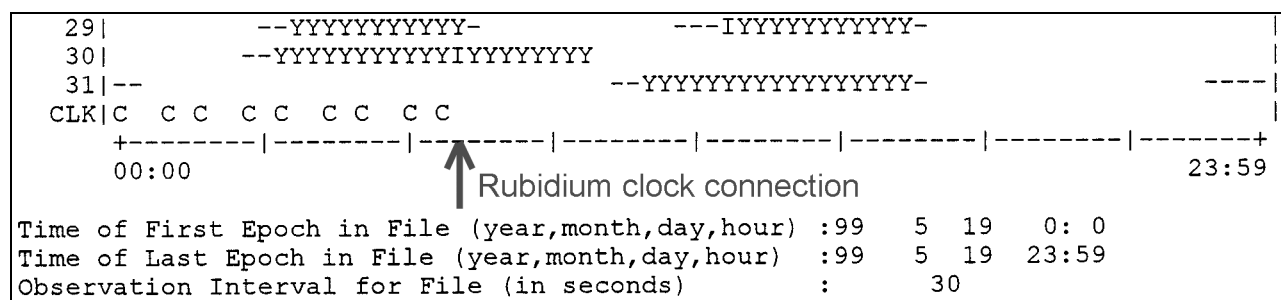 29|         --YYYYYYYYYYY-            ---IYYYYYYYYYYYY-                     |
30|        --YYYYYYYYYYYIYYYYYYYY                                          |
31|--                             --YYYYYYYYYYYYYYYYY-                 ----|
CLK|C  C C  C C  C C  C C                                                   |
+--------|--------|--------|--------|--------|--------|--------|-------+
00:00                                                              23:59
Rubidium clock connection
Time of First Epoch in File (year,month,day,hour) :99   5  19   0: 0
Time of Last Epoch in File (year,month,day,hour)  :99   5  19  23:59
Observation Interval for File (in seconds)        :      30